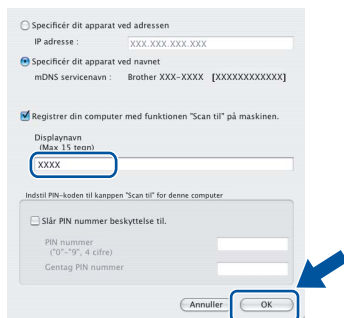 Specificér dit apparat ved adressen
IP adresse : XXX.XXX.XXX.XXX
Specificér dit apparat ved navnet
mDNS servicenavn : Brother XXX-XXXX [XXXXXXXXXXXX]
Registrer din computer med funktionen "Scan til" på maskinen.
Displaynavn
(Max 15 tegn)
XXXX
Indstil PIN-koden til kanppen "Scan til" for denne computer
Slår PIN nummer beskyttelse til.
PIN nummer
("0"-"9", 4 cifre)
Gentag PIN nummer
Annuller OK